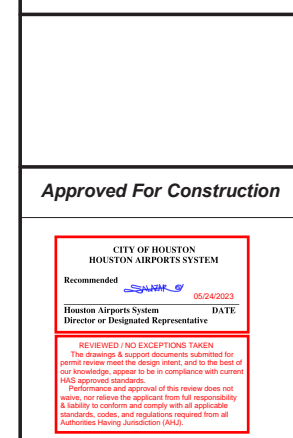 Approved For Construction
CITY OF HOUSTON
HOUSTON AIRPORTS SYSTEM
Recommended
SALAZAR
05/24/2023
Houston Airports System DATE
Director or Designated Representative
REVIEWED / NO EXCEPTIONS TAKEN
The drawings & support documents submitted for
permit review meet the design intent, and to the best of
our knowledge, appear to be in compliance with current
HAS approved standards.
Performance and approval of this review does not
waive, nor relieve the applicant from full responsibility
& liability to conform and comply with all applicable
standards, codes, and regulations required from all
Authorities Having Jurisdiction (AHJ).